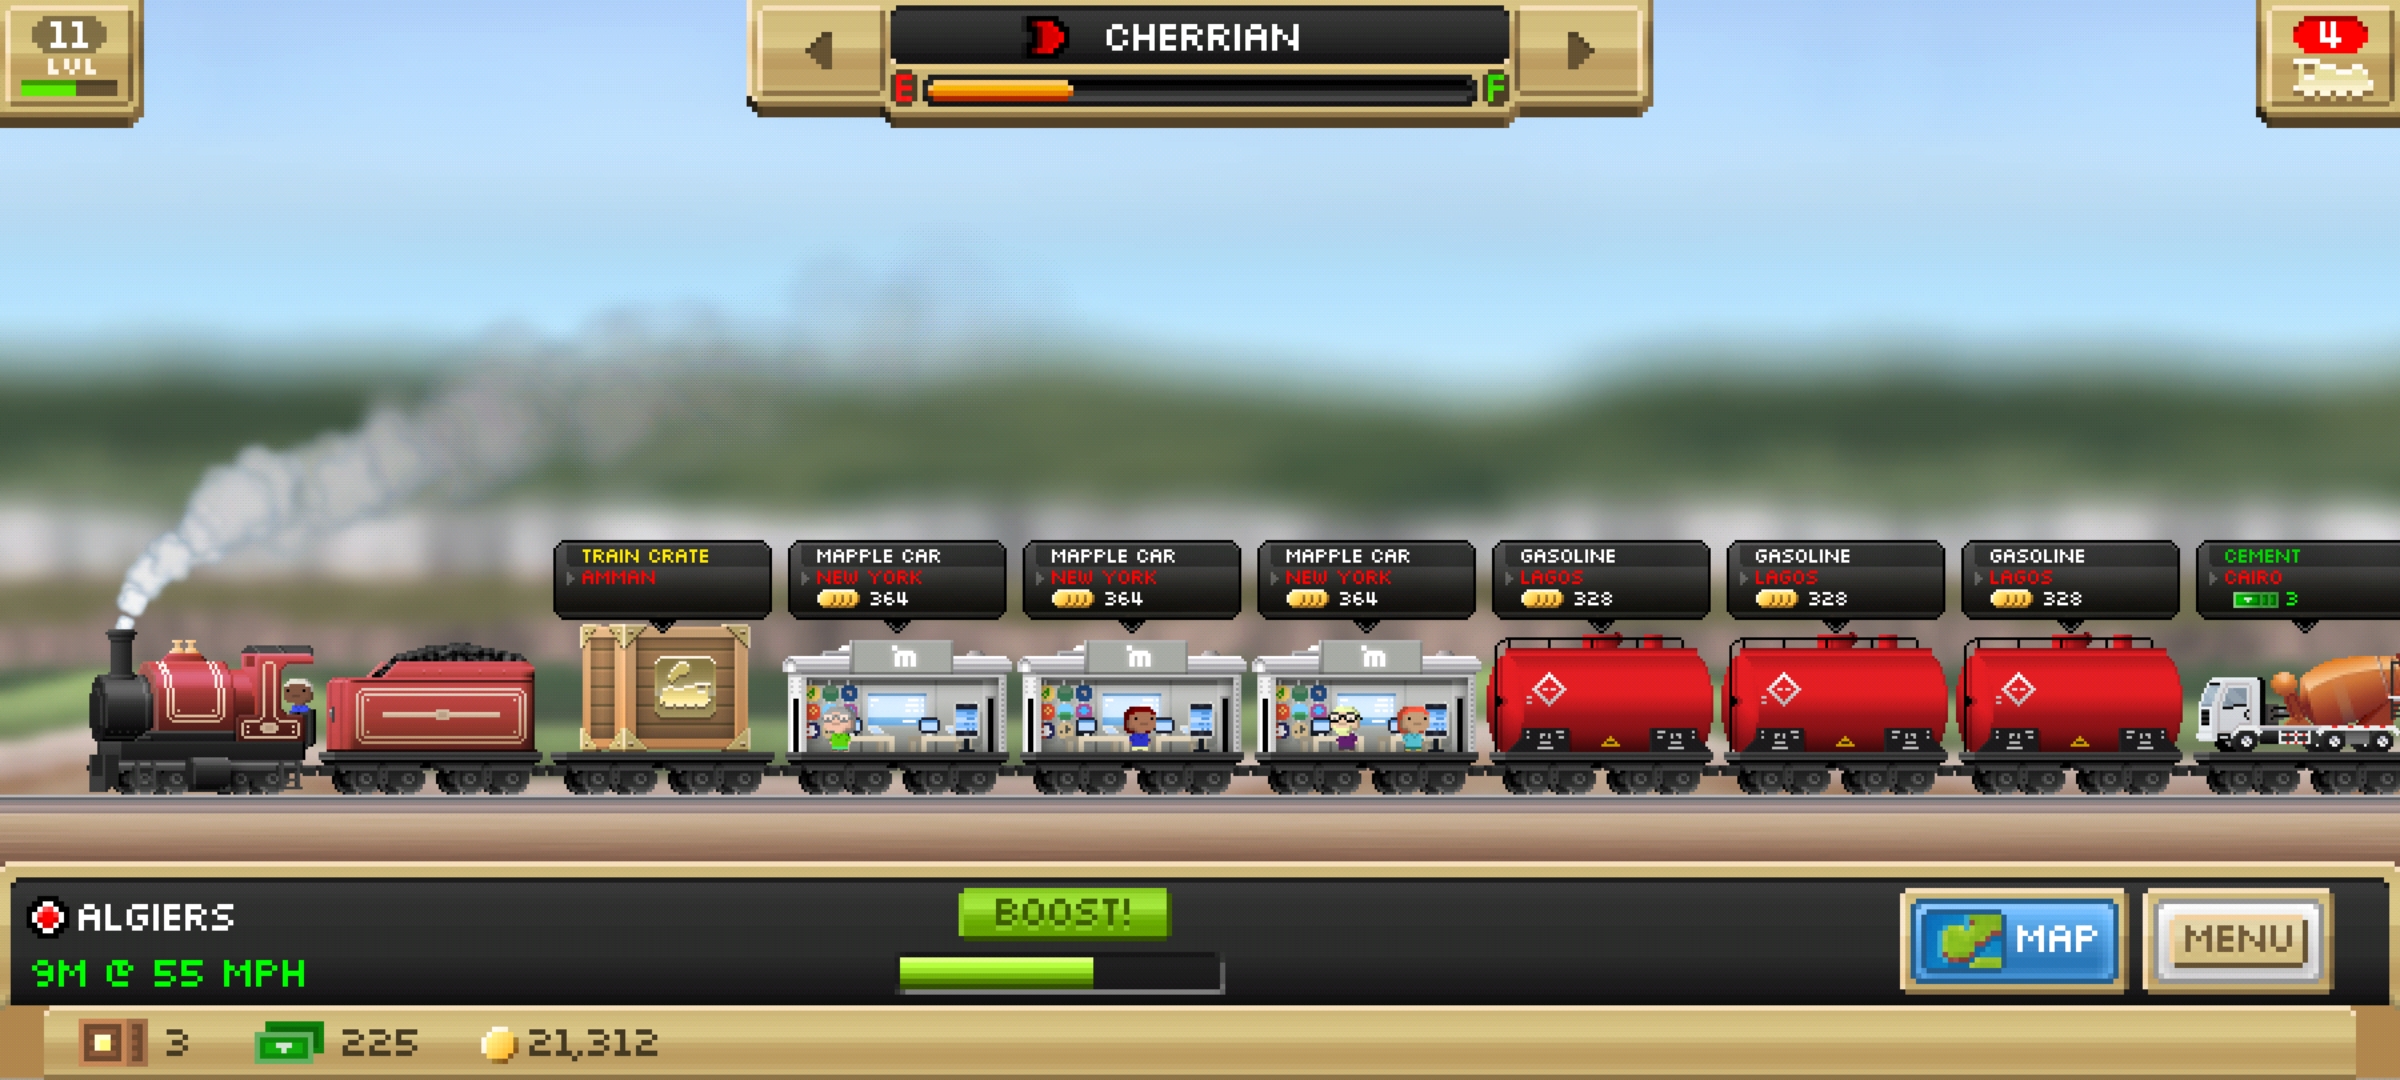 11
LVL
CHERRIAN
E
F
4
TRAIN CRATE
AMMAN
MAPPLE CAR
NEW YORK
364
MAPPLE CAR
NEW YORK
364
MAPPLE CAR
NEW YORK
364
GASOLINE
LAGOS
328
GASOLINE
LAGOS
328
GASOLINE
LAGOS
328
CEMENT
CAIRO
3
m
m
m
ALGIERS
9M @ 55 MPH
BOOST!
MAP
MENU
3
225
21,312